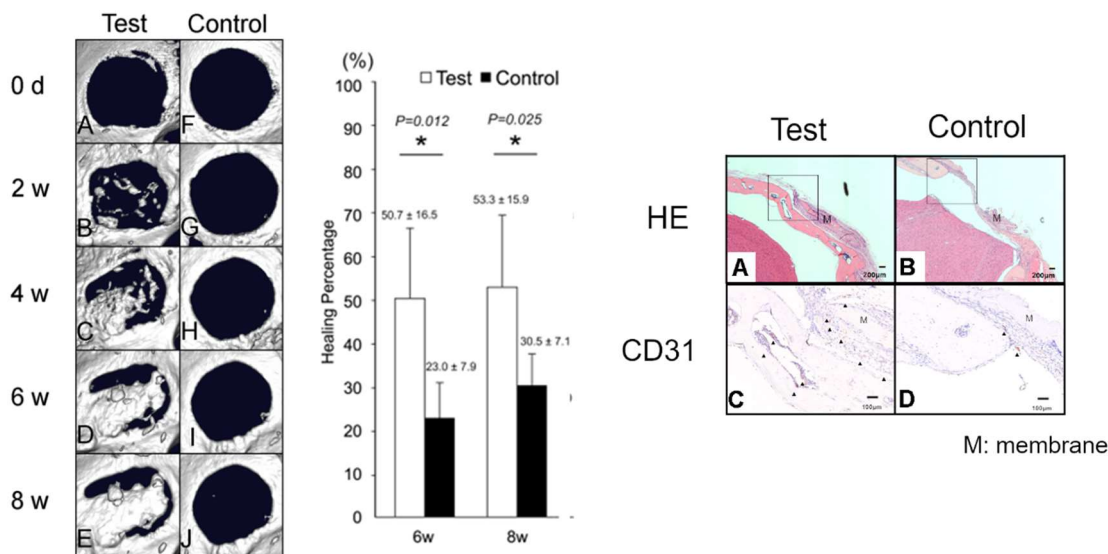 Test Control
0 d
2 w
4 w
6 w
8 w
A F
B G
C H
D I
E J
(%)
Test Control
100
90
80
70
60
50
40
30
20
10
0
Healing Percentage
P=0.012 P=0.025
* *
50.7 ± 16.5
53.3 ± 15.9
23.0 ± 7.9
30.5 ± 7.1
6w 8w
)
Test Control
HE
CD31
A M 200µm
B M c 200µm
C M 100µm
D M 100µm
M: membrane